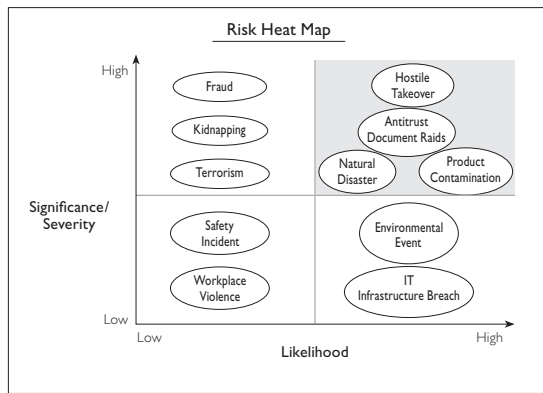 Risk Heat Map
High
Fraud
Hostile
Takeover
Kidnapping
Antitrust
Document Raids
Terrorism
Natural
Disaster
Product
Contamination
Significance/
Severity
Safety
Incident
Environmental
Event
Workplace
Violence
IT
Infrastructure Breach
Low
Low
High
Likelihood